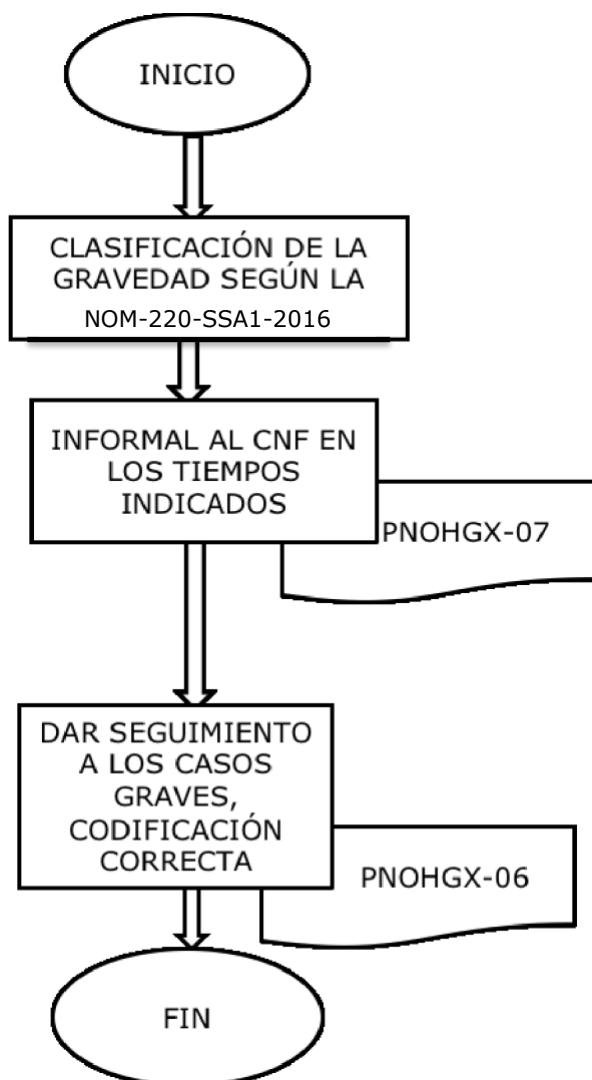 INICIO
CLASIFICACIÓN DE LA
GRAVEDAD SEGÚN LA
NOM-220-SSA1-2016
INFORMAL AL CNF EN
LOS TIEMPOS
INDICADOS
PNOHGX-07
DAR SEGUIMIENTO
A LOS CASOS
GRAVES,
CODIFICACIÓN
CORRECTA
PNOHGX-06
FIN